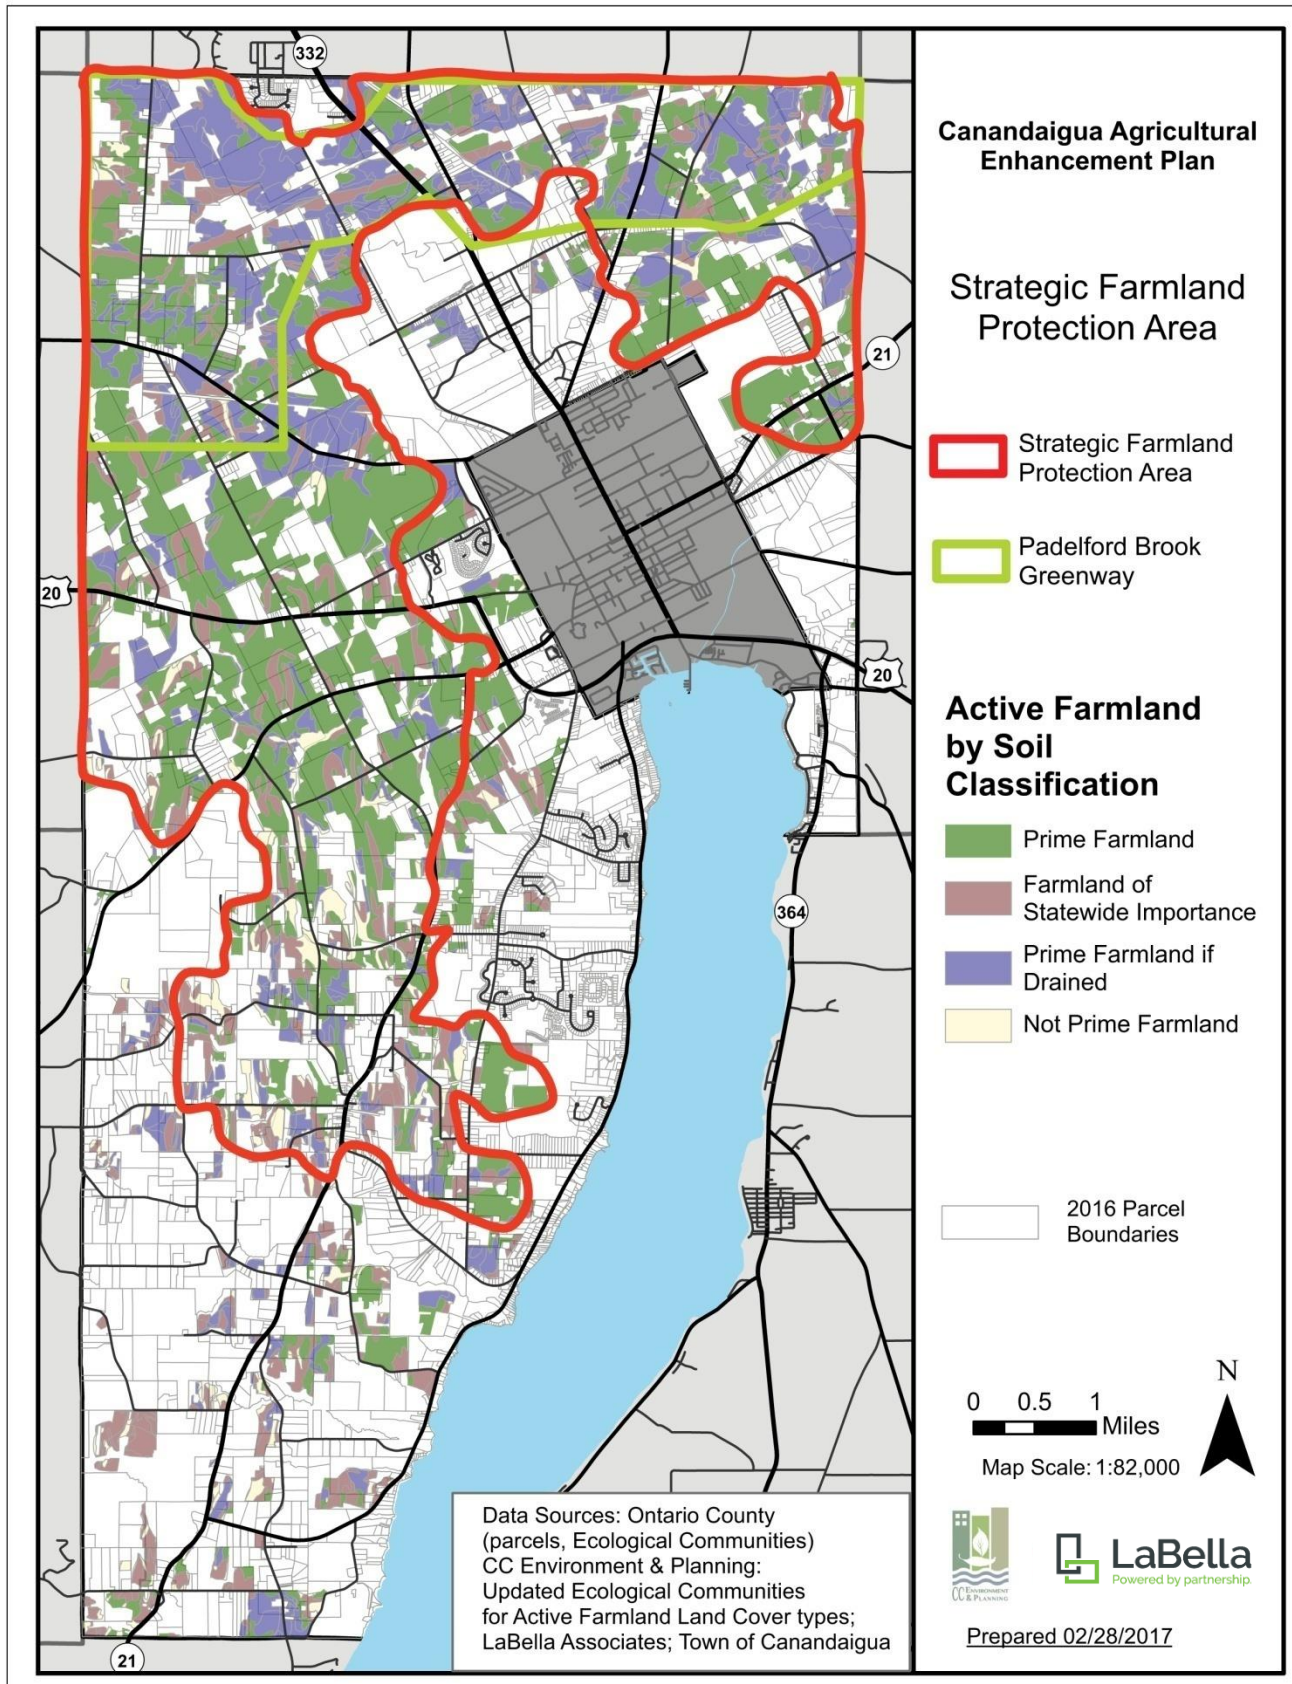 332
21
20
20
364
21
Canandaigua Agricultural
Enhancement Plan
Strategic Farmland
Protection Area
Strategic Farmland
Protection Area
Padelford Brook
Greenway
Active Farmland
by Soil
Classification
Prime Farmland
Farmland of
Statewide Importance
Prime Farmland if
Drained
Not Prime Farmland
2016 Parcel
Boundaries
N
0 0.5 1
Miles
Map Scale: 1:82,000
CC ENVIRONMENT
& PLANNING
LaBella
Powered by partnership.
Prepared 02/28/2017
Data Sources: Ontario County
(parcels, Ecological Communities)
CC Environment & Planning:
Updated Ecological Communities
for Active Farmland Land Cover types;
LaBella Associates; Town of Canandaigua